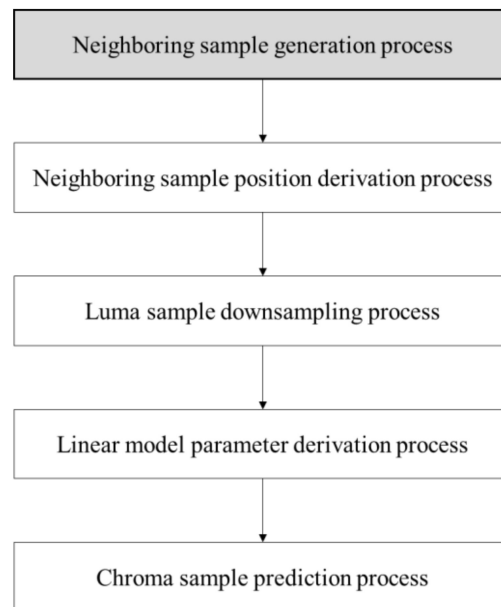 Neighboring sample generation process
Neighboring sample position derivation process
Luma sample downsampling process
Linear model parameter derivation process
Chroma sample prediction process